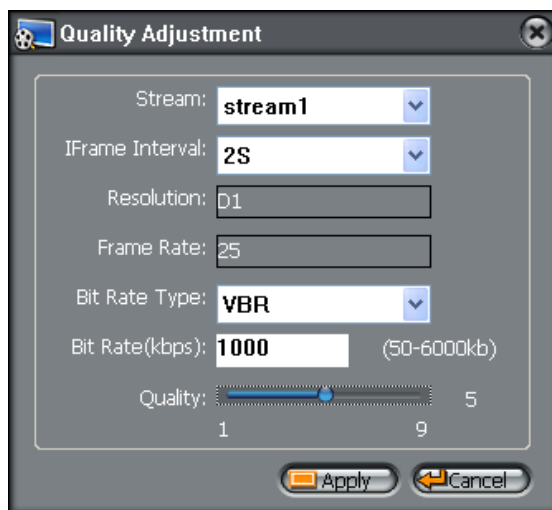 Quality Adjustment
Stream: stream1
IFrame Interval: 2S
Resolution: D1
Frame Rate: 25
Bit Rate Type: VBR
Bit Rate(kbps): 1000 (50-6000kb)
Quality: 5
1 9
Apply Cancel